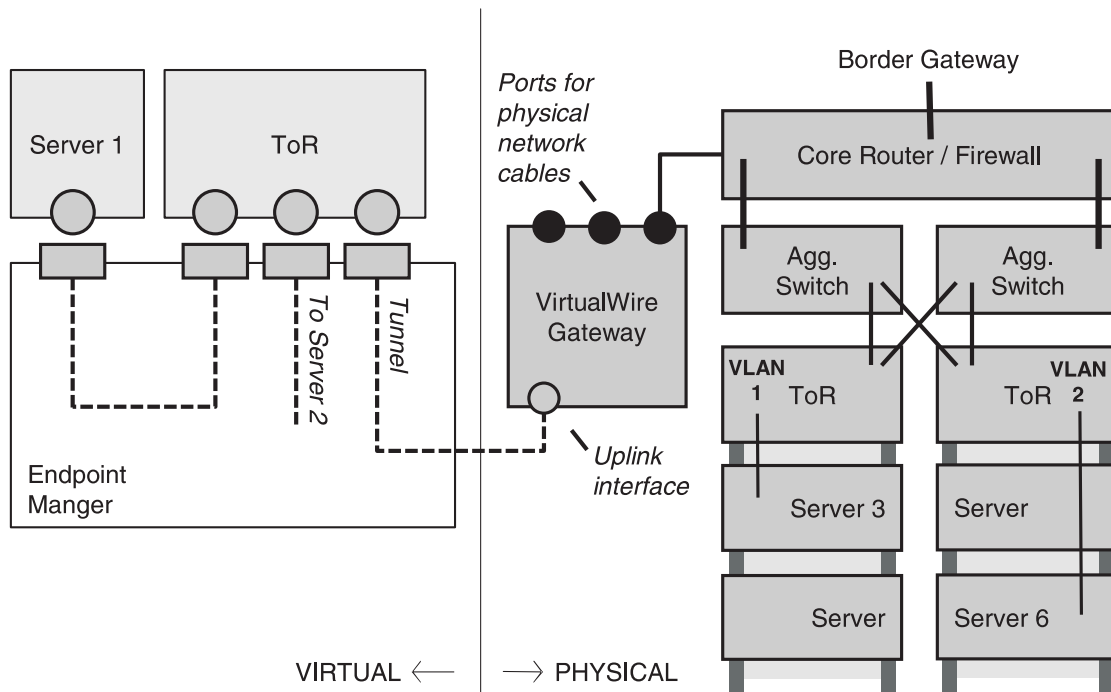 Server 1
ToR
To Server 2
Tunnel
Endpoint
Manger
VIRTUAL
Ports for
physical
network
cables
VirtualWire
Gateway
Uplink
interface
Border Gateway
Core Router / Firewall
Agg.
Switch
Agg.
Switch
VLAN
1
ToR
ToR
VLAN
2
Server 3
Server
Server
Server 6
PHYSICAL